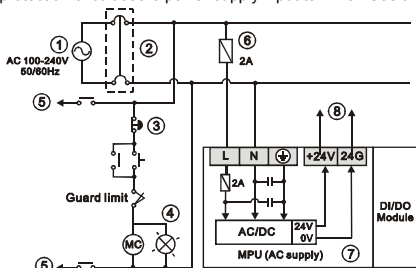 ①
AC 100-240V
50/60Hz
②
⑥
2A
⑤
③
⑧
L N +24V 24G
2A
Guard limit
④
AC/DC
24V
0V
DI/DO
Module
MC
MPU (AC supply)
⑦
⑤